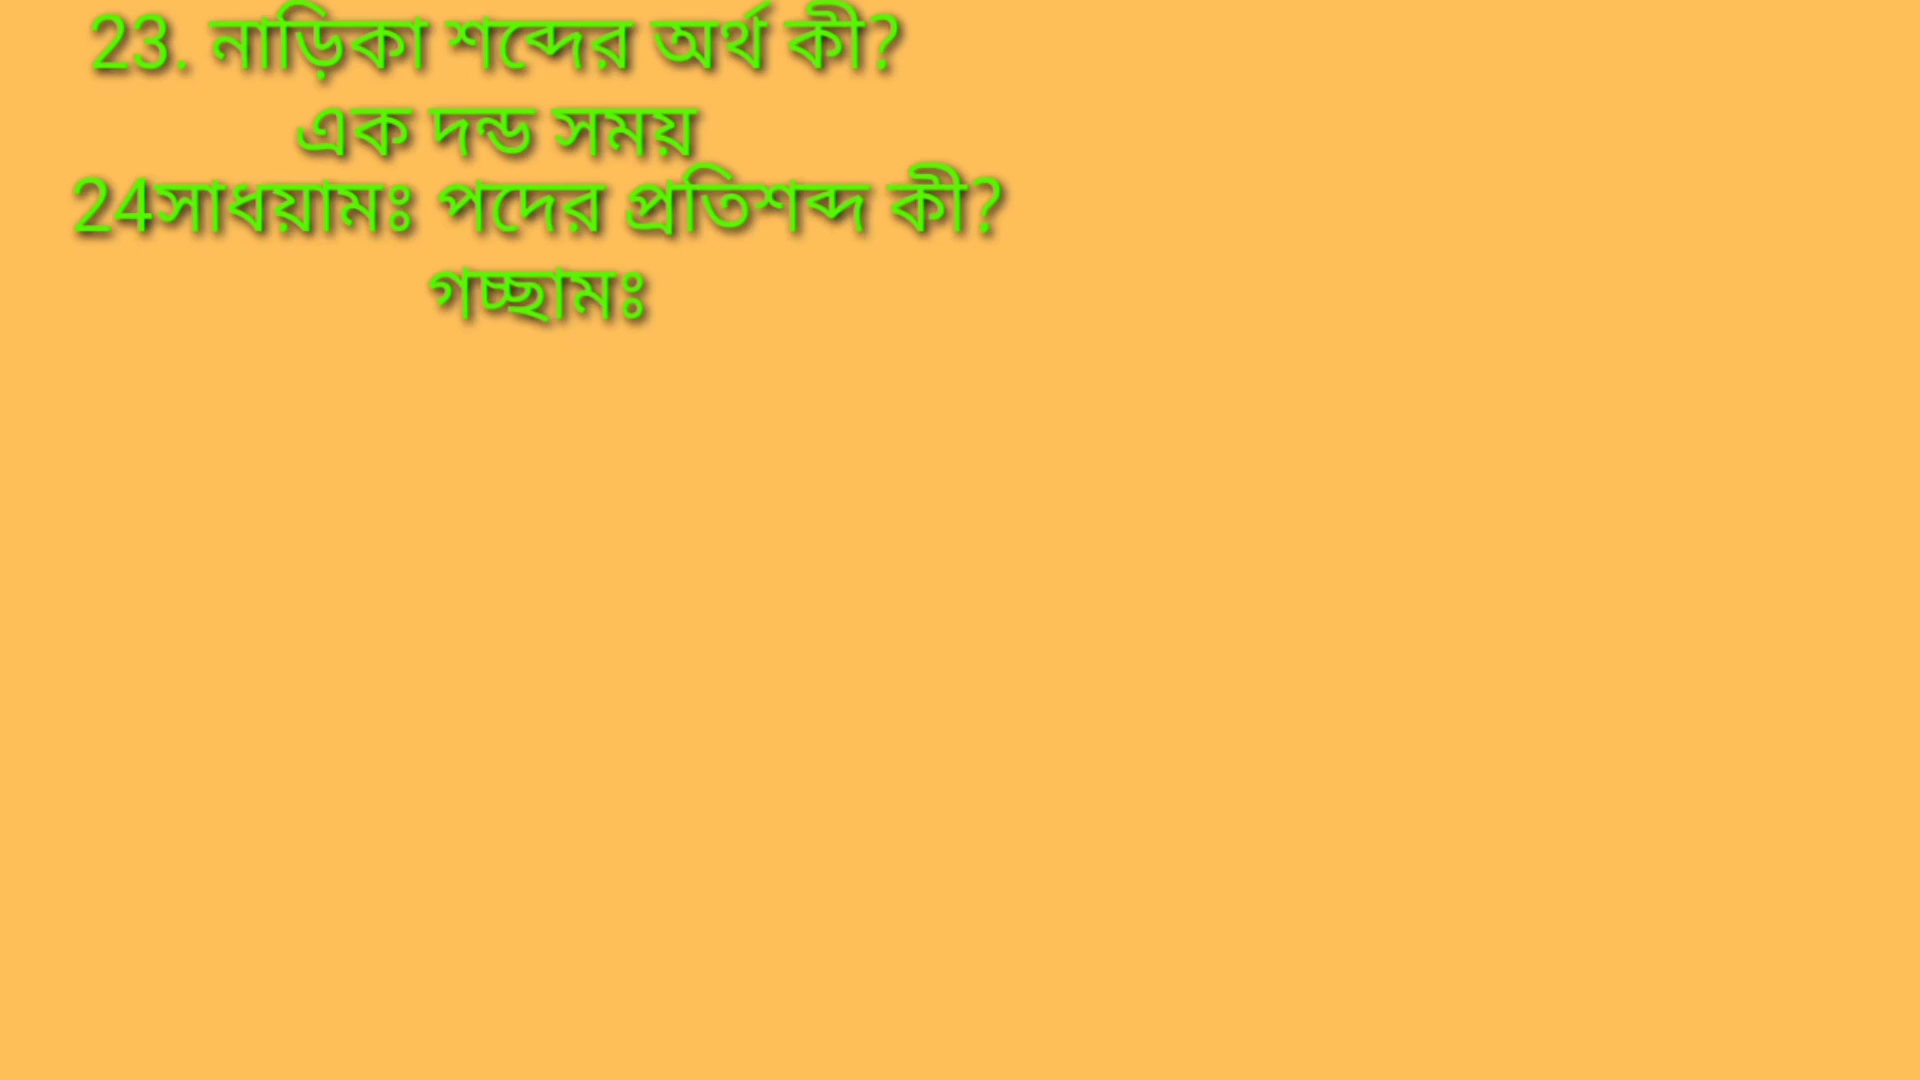 23. নাড়িকা শব্দের অর্থ কী?
এক দন্ড সময়
24সাধয়ামঃ পদের প্রতিশব্দ কী?
গচ্ছামঃ